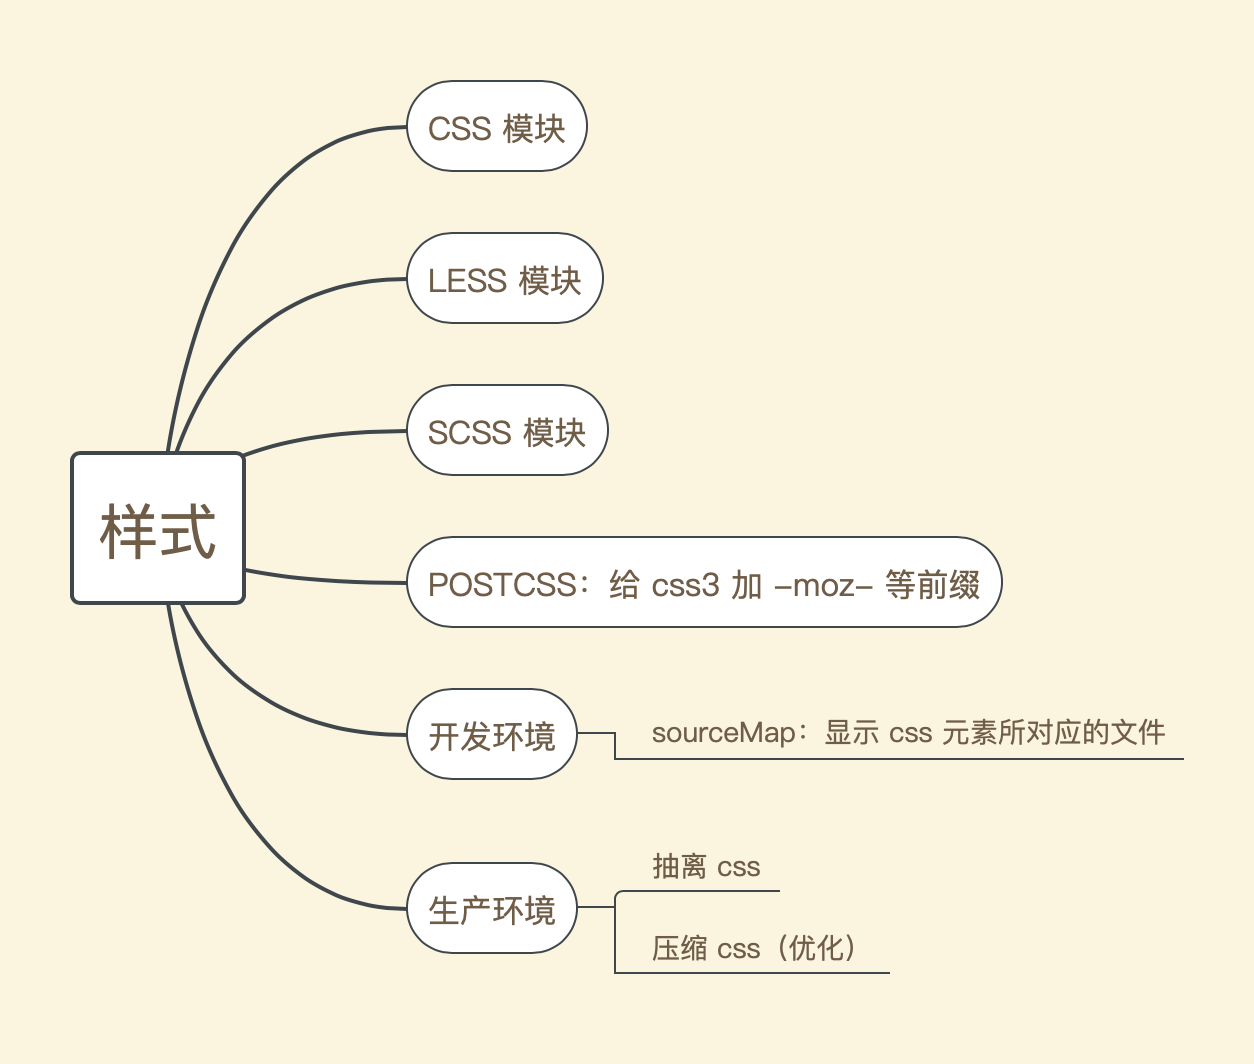 CSS 模块
LESS 模块
SCSS 模块
样式
POSTCSS：给 css3 加 –moz– 等前缀
开发环境
sourceMap：显示 css 元素所对应的文件
生产环境
抽离 css
压缩 css（优化）